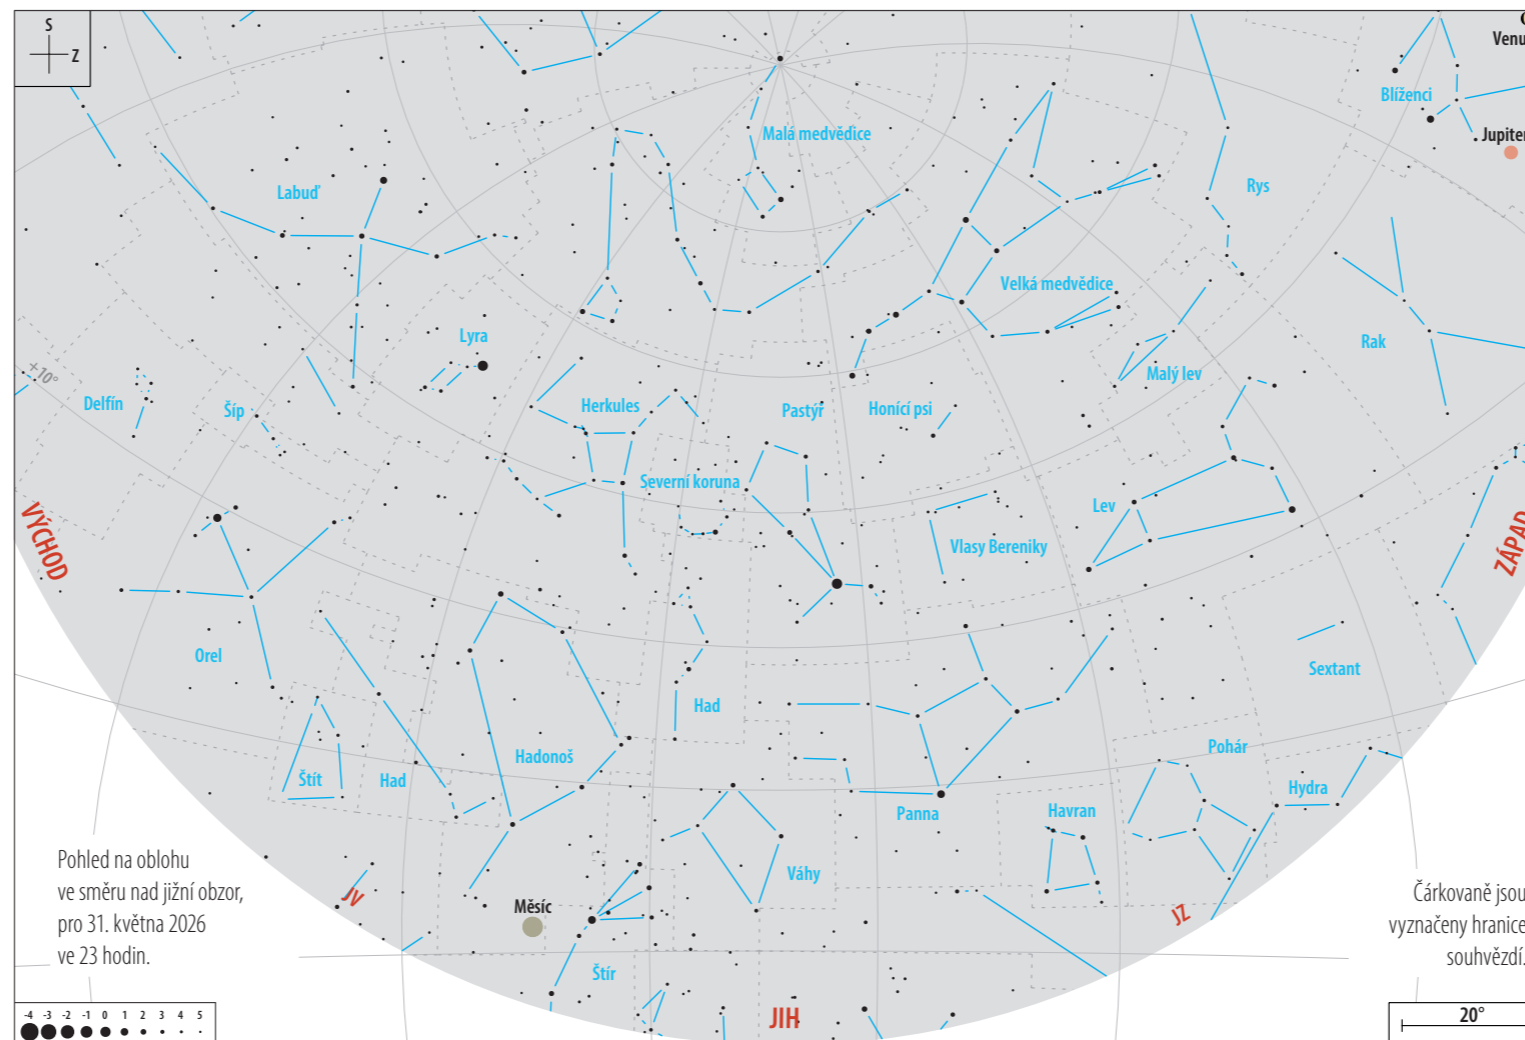 S
Z
Venu
Blíženci
Jupiter
Malá medvědice
Labuď
Rys
Velká medvědice
Lyra
Rak
+10°
Malý lev
Delfín
Šíp
Herkules
Pastýř
Honící psi
Severní koruna
Lev
VÝCHOD
Vlasy Bereniky
ZÁPAD
Orel
Sextant
Had
Pohár
Hadonoš
Štít
Had
Hydra
Panna
Havran
Váhy
Pohled na oblohu
ve směru nad jižní obzor,
pro 31. května 2026
ve 23 hodin.
JV
Měsíc
JZ
Čárkovaně jsou
vyznačeny hranice
souhvězdí.
Štír
JIH
-4 -3 -2 -1 0 1 2 3 4 5
20°